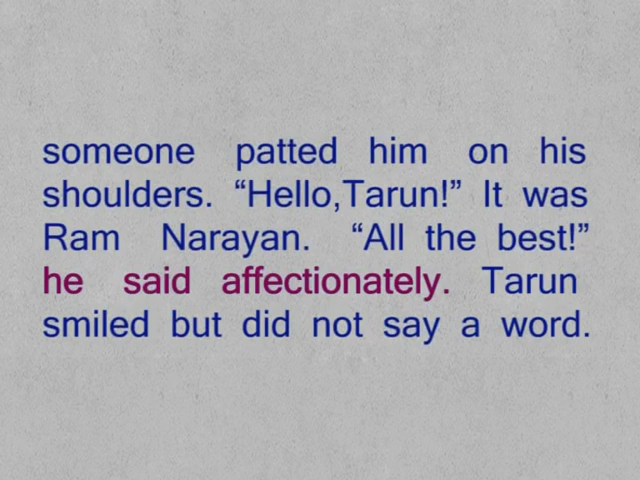 someone patted him on his
shoulders. “Hello,Tarun!” It was
Ram Narayan. “All the best!”
he said affectionately. Tarun
smiled but did not say a word.